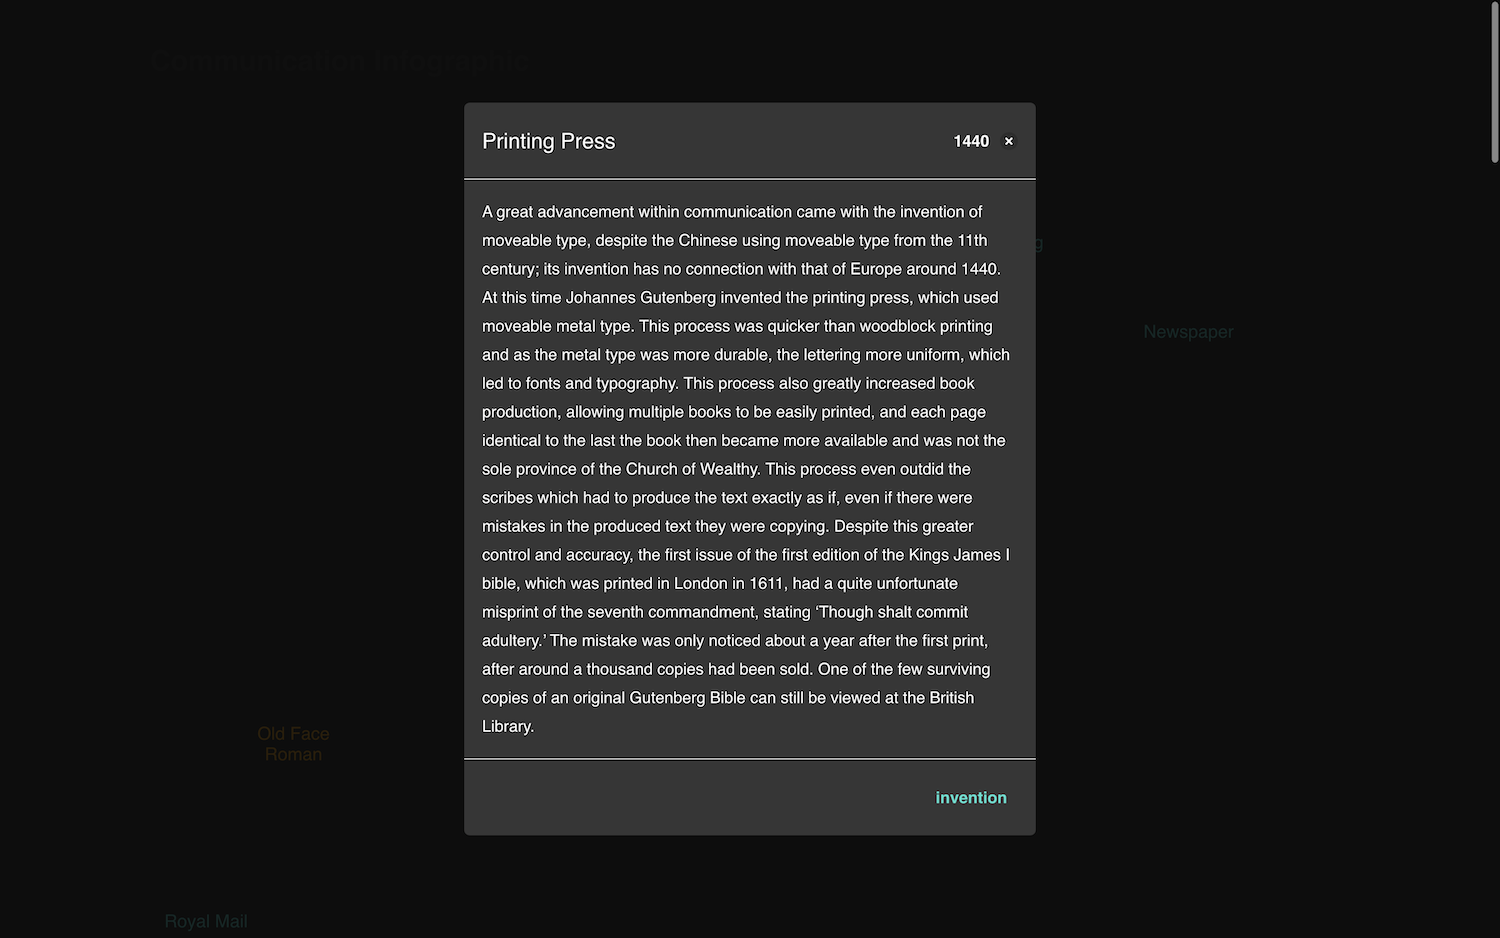 Communication Infographic
Printing Press
1440 ×
A great advancement within communication came with the invention of
moveable type, despite the Chinese using moveable type from the 11th
century; its invention has no connection with that of Europe around 1440.
At this time Johannes Gutenberg invented the printing press, which used
moveable metal type. This process was quicker than woodblock printing
and as the metal type was more durable, the lettering more uniform, which
led to fonts and typography. This process also greatly increased book
production, allowing multiple books to be easily printed, and each page
identical to the last the book then became more available and was not the
sole province of the Church of Wealthy. This process even outdid the
scribes which had to produce the text exactly as if, even if there were
mistakes in the produced text they were copying. Despite this greater
control and accuracy, the first issue of the first edition of the Kings James I
bible, which was printed in London in 1611, had a quite unfortunate
misprint of the seventh commandment, stating ‘Though shalt commit
adultery.’ The mistake was only noticed about a year after the first print,
after around a thousand copies had been sold. One of the few surviving
copies of an original Gutenberg Bible can still be viewed at the British
Library.
invention
Newspaper
Old Face
Roman
Royal Mail